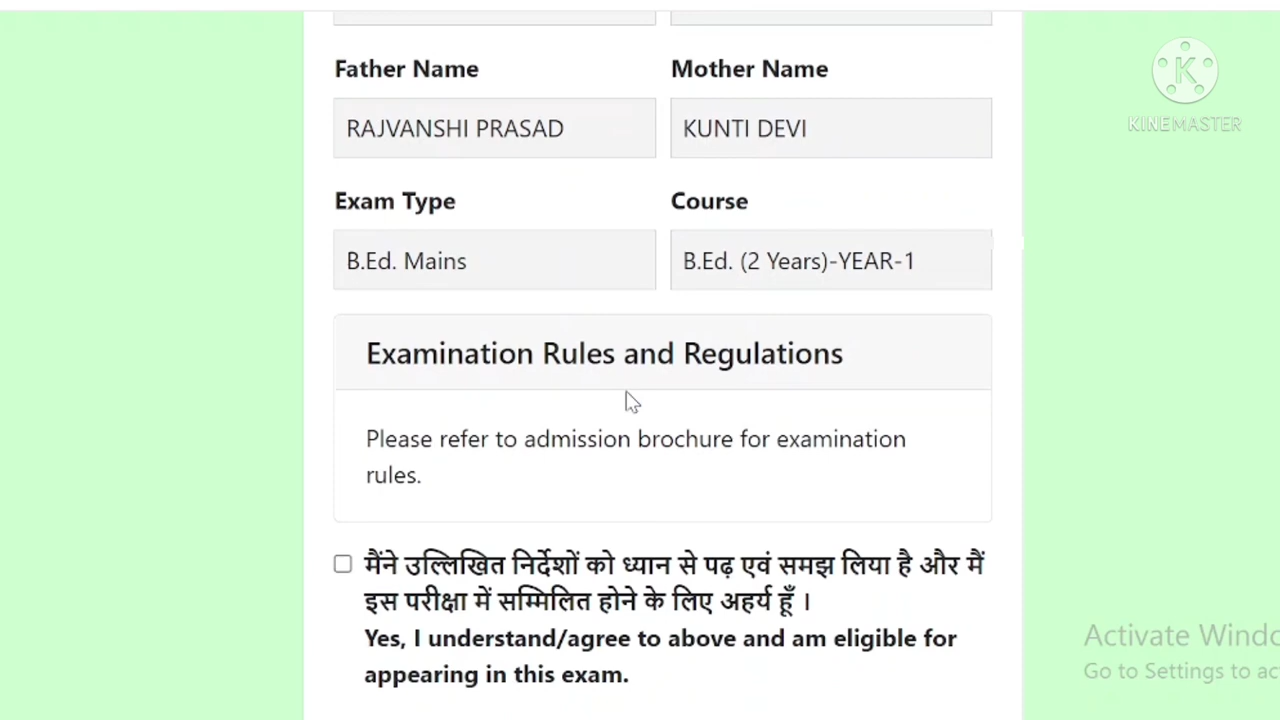 Father Name
Mother Name
RAJVANSHI PRASAD
KUNTI DEVI
Exam Type
Course
B.Ed. Mains
B.Ed. (2 Years)-YEAR-1
Examination Rules and Regulations
Please refer to admission brochure for examination
rules.
मैंने उल्लिखित निर्देशों को ध्यान से पढ़ एवं समझ लिया है और मैं
इस परीक्षा में सम्मिलित होने के लिए अहर्य हूँ ।
Yes, I understand/agree to above and am eligible for
appearing in this exam.
K
KINEMASTER
Activate Windo
Go to Settings to ac